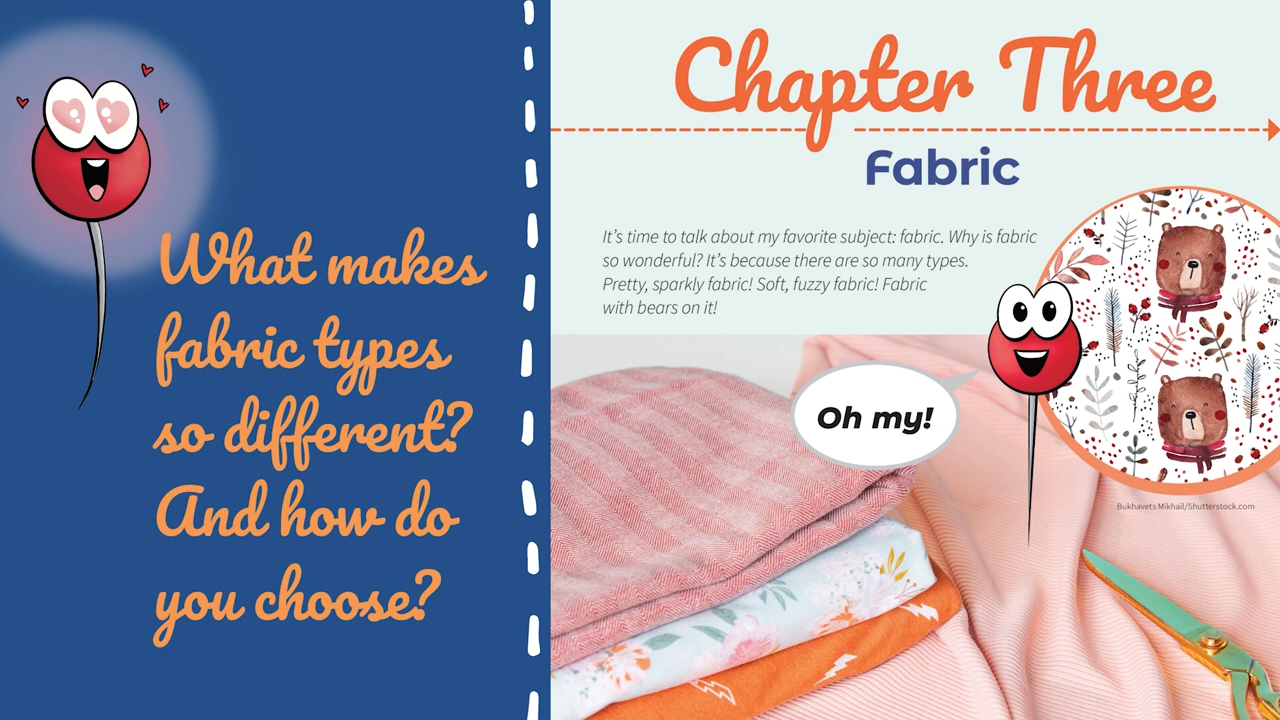 What makes
fabric types
so different?
And how do
you choose?
Chapter Three
Fabric
It's time to talk about my favorite subject: fabric. Why is fabric
so wonderful? It's because there are so many types.
Pretty, sparkly fabric! Soft, fuzzy fabric! Fabric
with bears on it!
Oh my!
Bukhavets Mikhail/Shutterstock.com